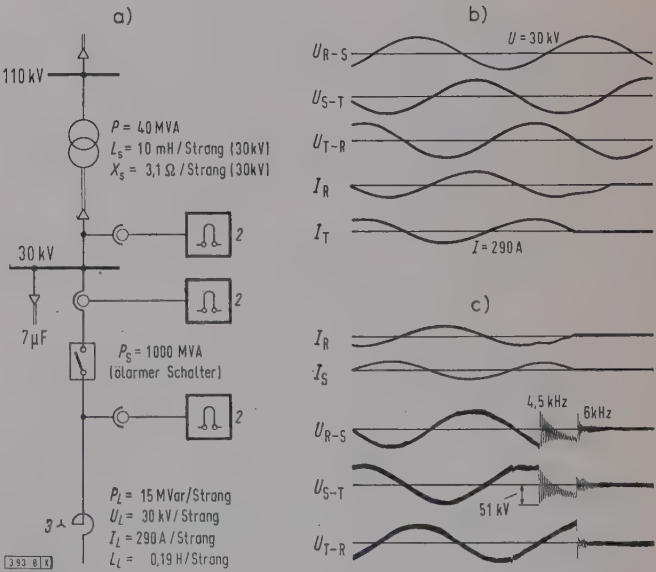 a)
110 kV
P = 40 MVA
Ls = 10 mH/Strang (30kV)
Xs = 3,1 Ω/Strang (30kV)
2
30 kV
2
7µF
Ps = 1000 MVA
(ölarmer Schalter)
2
PL = 15 MVar/Strang
UL = 30 kV/Strang
IL = 290 A/Strang
LL = 0,19 H/Strang
3
393 8 K
b)
UR-S
U = 30 kV
US-T
UT-R
IR
IT
I = 290A
c)
IR
IS
4,5 kHz
6kHz
UR-S
US-T
51 kV
UT-R